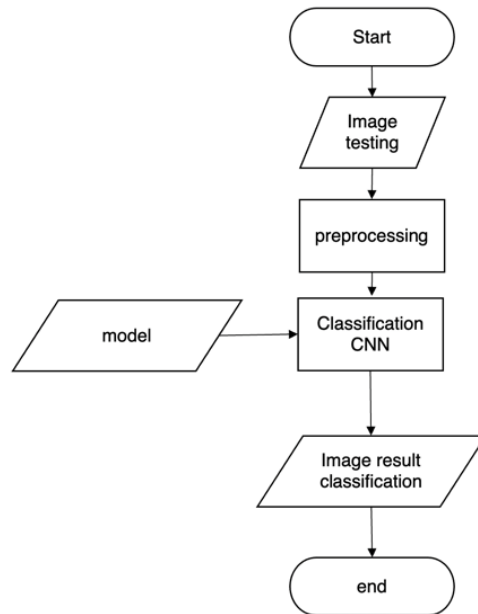 Start
Image
testing
preprocessing
model
Classification
CNN
Image result
classification
end